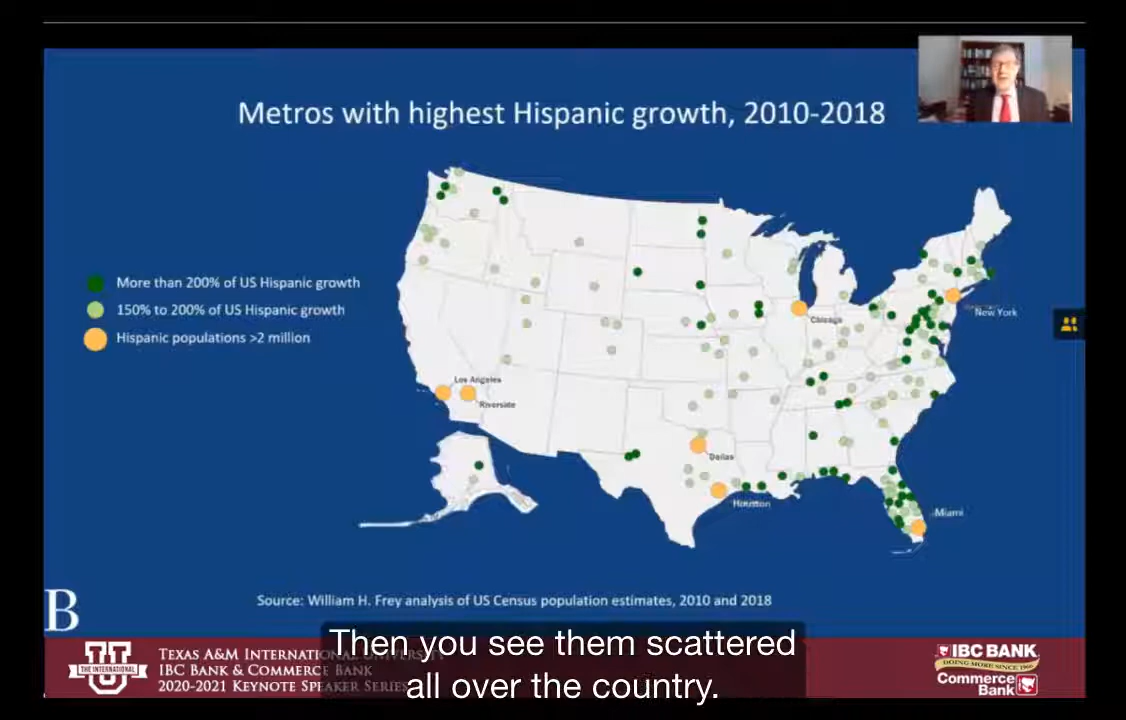 Metros with highest Hispanic growth, 2010-2018
More than 200% of US Hispanic growth
150% to 200% of US Hispanic growth
Hispanic populations >2 million
New York
Chicago
Los Angeles
Riverside
Dallas
Houston
Miami
Source: William H. Frey analysis of US Census population estimates, 2010 and 2018
B
Then you see them scattered
all over the country.
U
THE INTERNATIONAL
TEXAS A&M INTERNATIONAL UNIVERSITY
IBC BANK & COMMERCE BANK
2020-2021 KEYNOTE SPEAKER SERIES
IBC BANK
DOING MORE SINCE 1966
Commerce
Bank